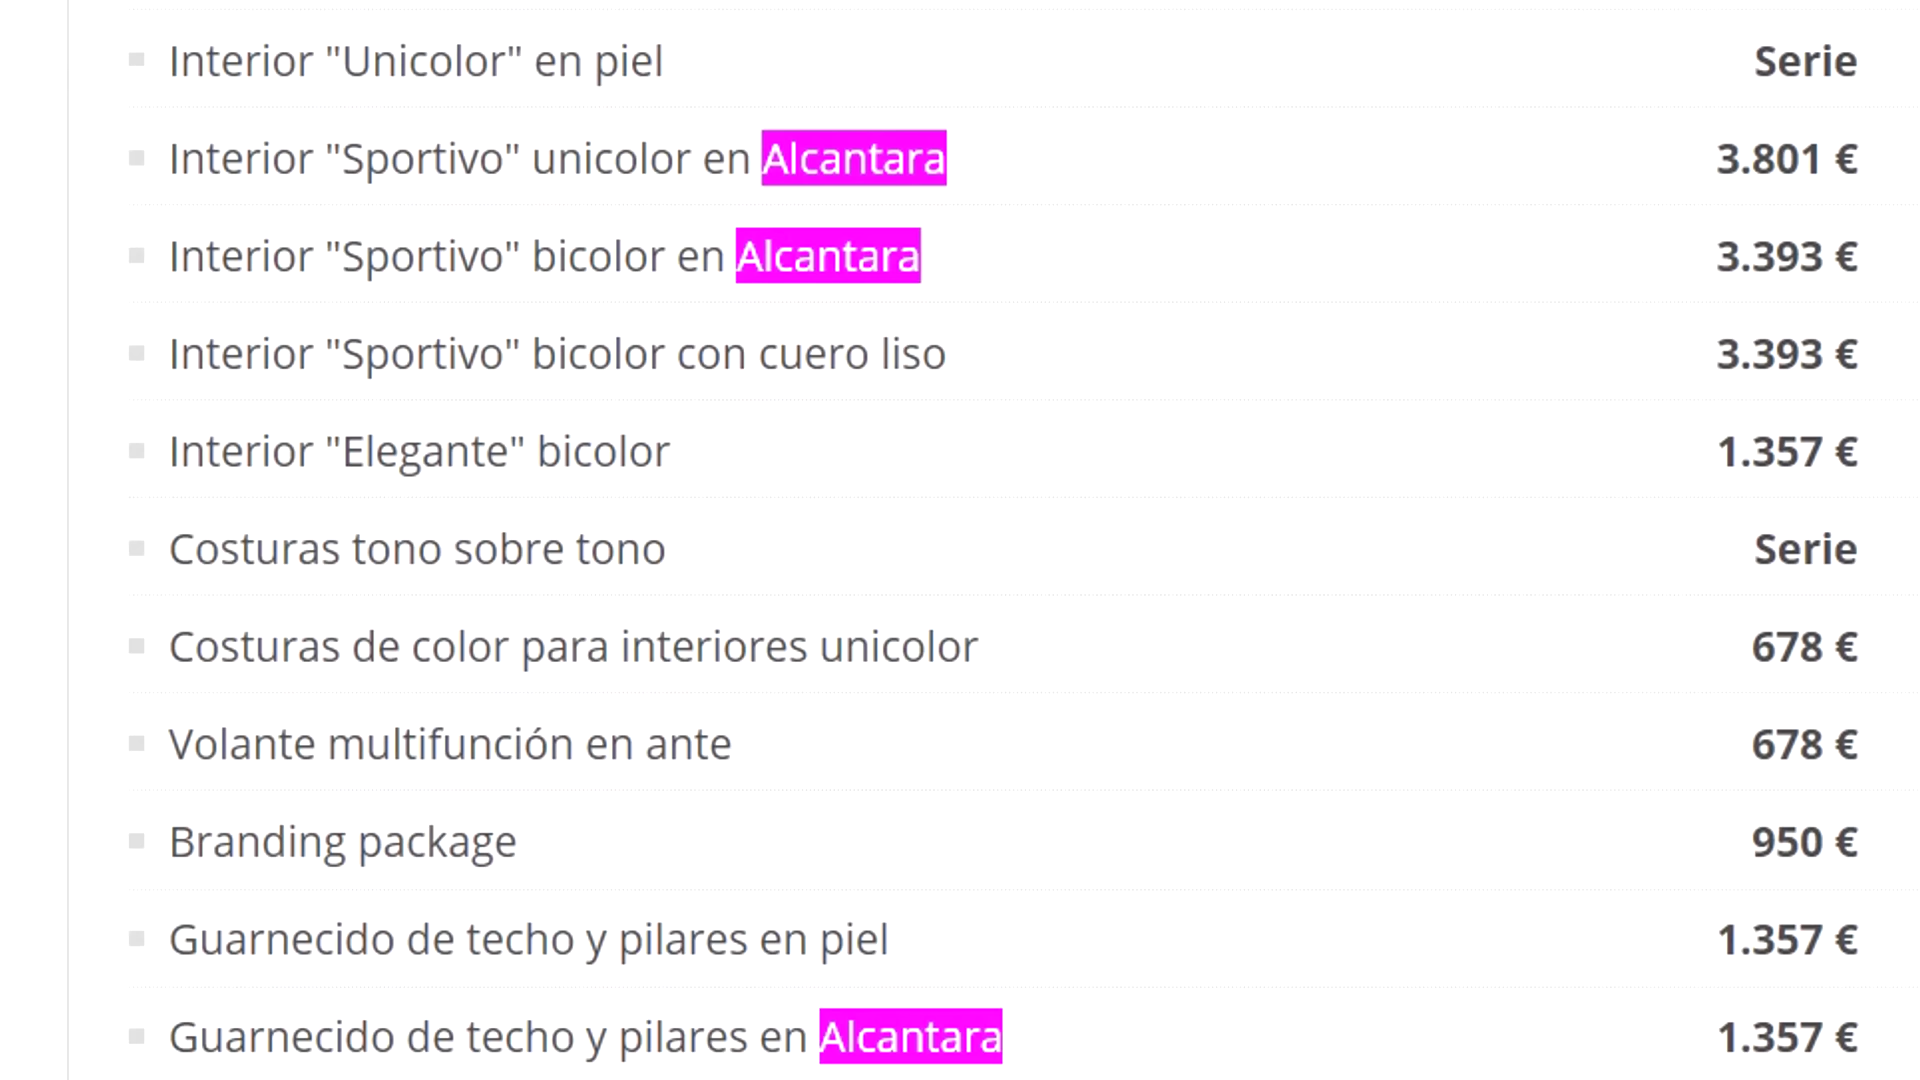 Interior "Unicolor" en piel Serie
Interior "Sportivo" unicolor en Alcantara 3.801 €
Interior "Sportivo" bicolor en Alcantara 3.393 €
Interior "Sportivo" bicolor con cuero liso 3.393 €
Interior "Elegante" bicolor 1.357 €
Costuras tono sobre tono Serie
Costuras de color para interiores unicolor 678 €
Volante multifunción en ante 678 €
Branding package 950 €
Guarnecido de techo y pilares en piel 1.357 €
Guarnecido de techo y pilares en Alcantara 1.357 €